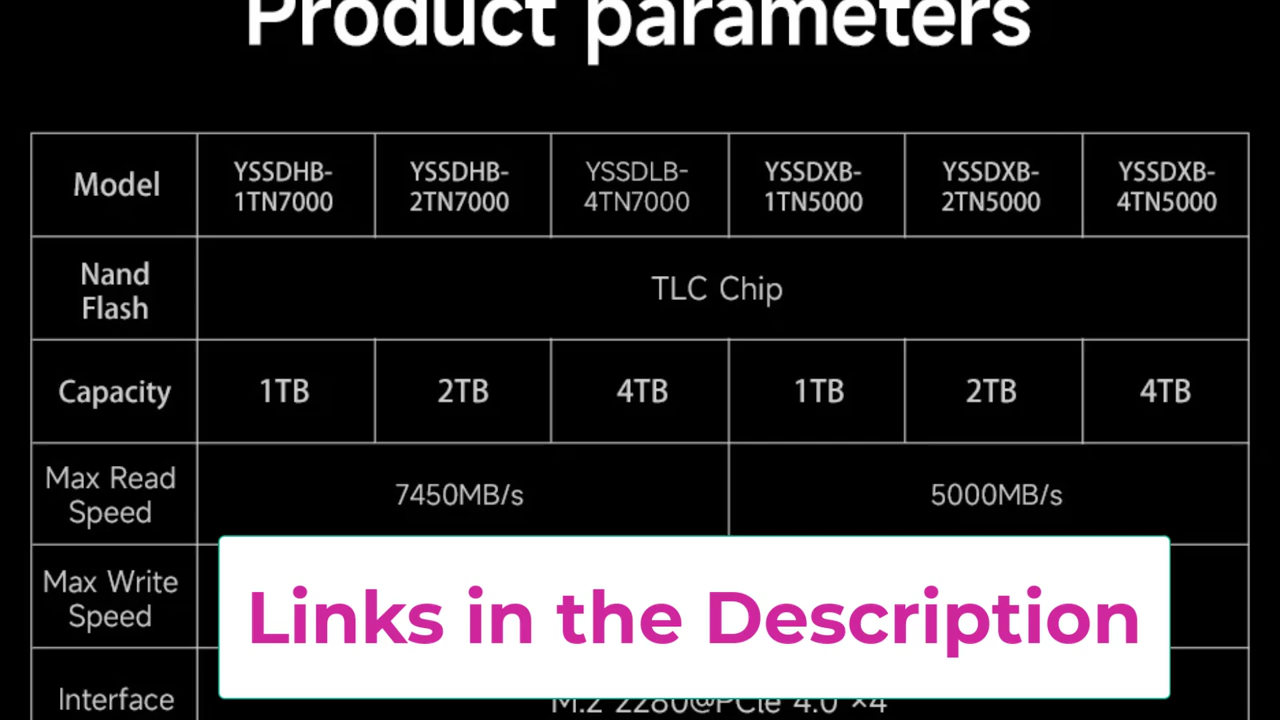 Product parameters
Model
YSSDHB-
1TN7000
YSSDHB-
2TN7000
YSSDLB-
4TN7000
YSSDXB-
1TN5000
YSSDXB-
2TN5000
YSSDXB-
4TN5000
Nand
Flash
TLC Chip
Capacity
1TB
2TB
4TB
1TB
2TB
4TB
Max Read
Speed
7450MB/s
5000MB/s
Max Write
Speed
Links in the Description
Interface
M.2 2280@PCIe 4.0 ×4